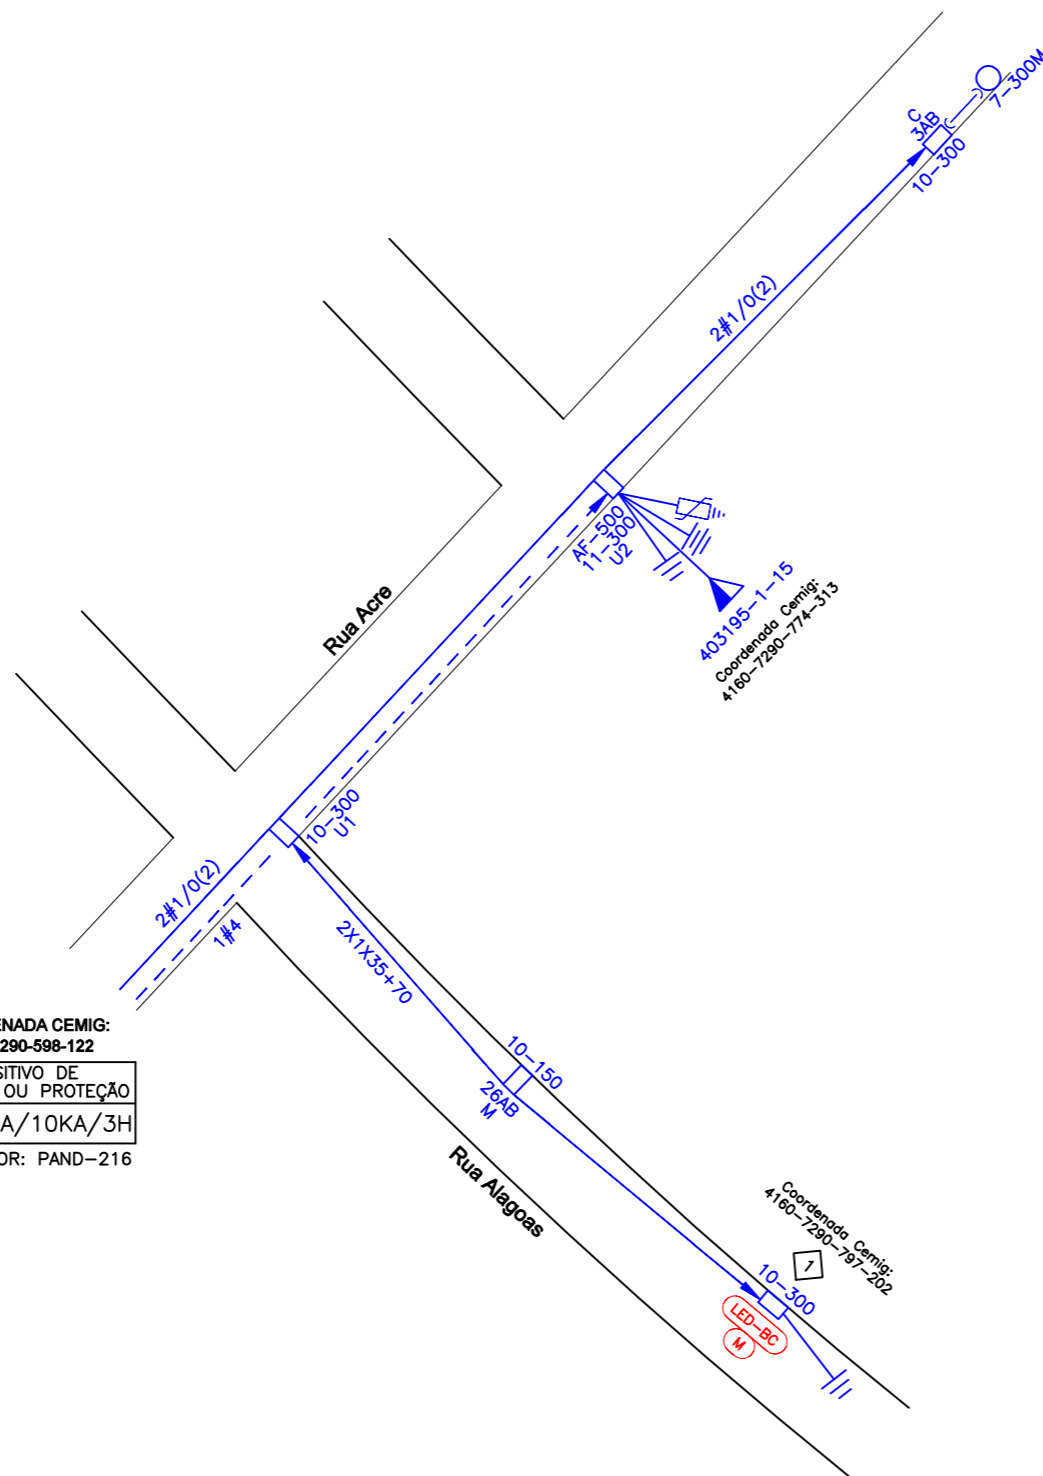 C
3AB
7-300M
10-300
2#1/0(2)
AF-500
11-300
U2
403195-1-15
Coordenada Cemig:
4160-7290-774-313
Rua Acre
10-300
U1
2#1/0(2)
1#4
2X1X35+70
ENADA CEMIG:
290-598-122
SITIVO DE
OU PROTEÇÃO
A/10KA/3H
OR: PAND-216
10-150
26AB
M
Rua Alagoas
Coordenada Cemig:
4160-7290-797-202
1
10-300
LED-BC
M